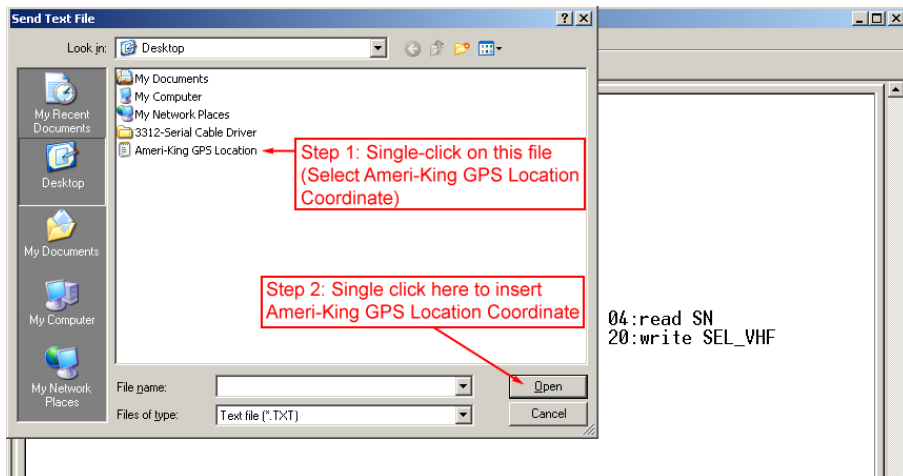 Send Text File
Look in:
Desktop
My Recent
Documents
Desktop
My Documents
My Computer
My Network
Places
My Documents
My Computer
My Network Places
3312-Serial Cable Driver
Ameri-King GPS Location
Step 1: Single-click on this file
(Select Ameri-King GPS Location
Coordinate)
Step 2: Single click here to insert
Ameri-King GPS Location Coordinate
04:read SN
20:write SEL_VHF
File name:
Open
Files of type:
Text file (*.TXT)
Cancel